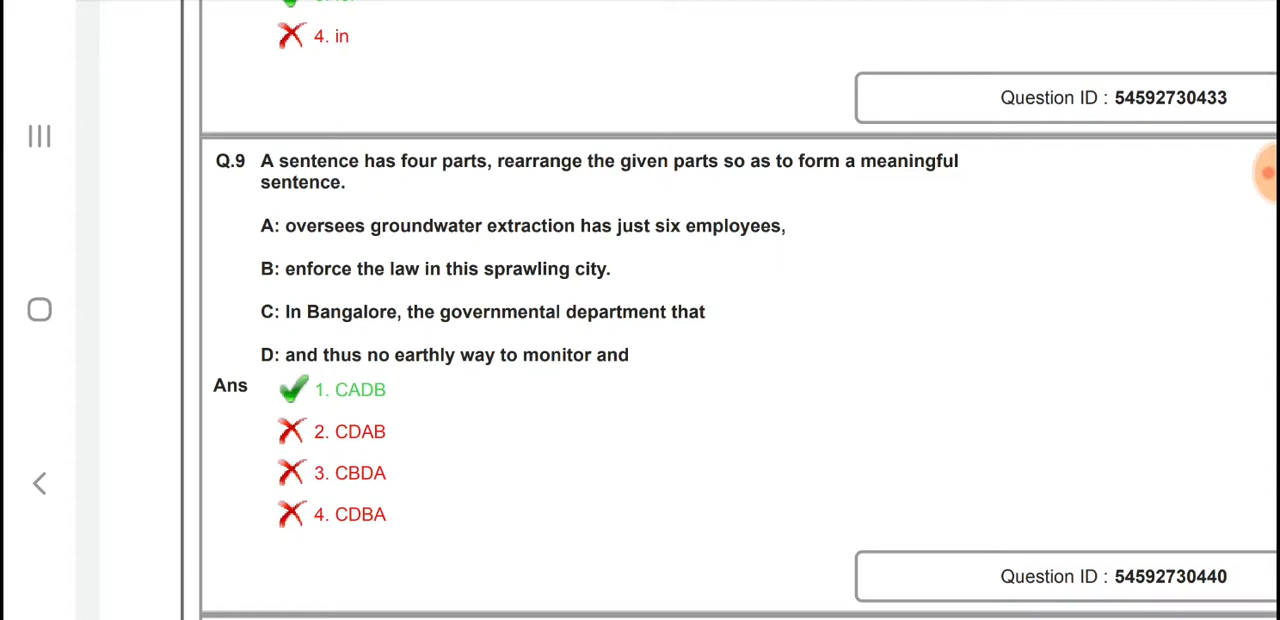 4. in
Question ID : 54592730433
Q.9 A sentence has four parts, rearrange the given parts so as to form a meaningful
sentence.
A: oversees groundwater extraction has just six employees,
B: enforce the law in this sprawling city.
C: In Bangalore, the governmental department that
D: and thus no earthly way to monitor and
Ans 1. CADB
2. CDAB
3. CBDA
4. CDBA
Question ID : 54592730440